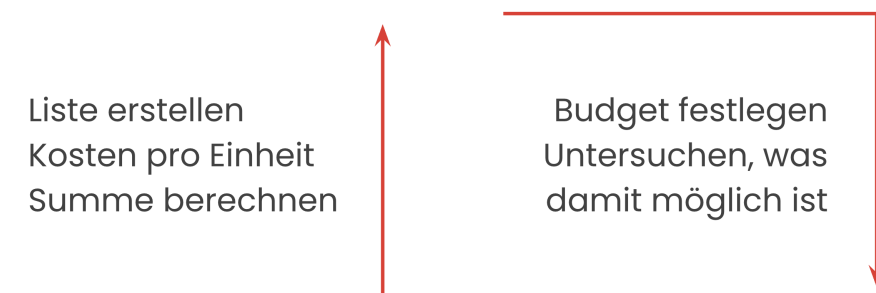 Liste erstellen
Kosten pro Einheit
Summe berechnen
Budget festlegen
Untersuchen, was
damit möglich ist